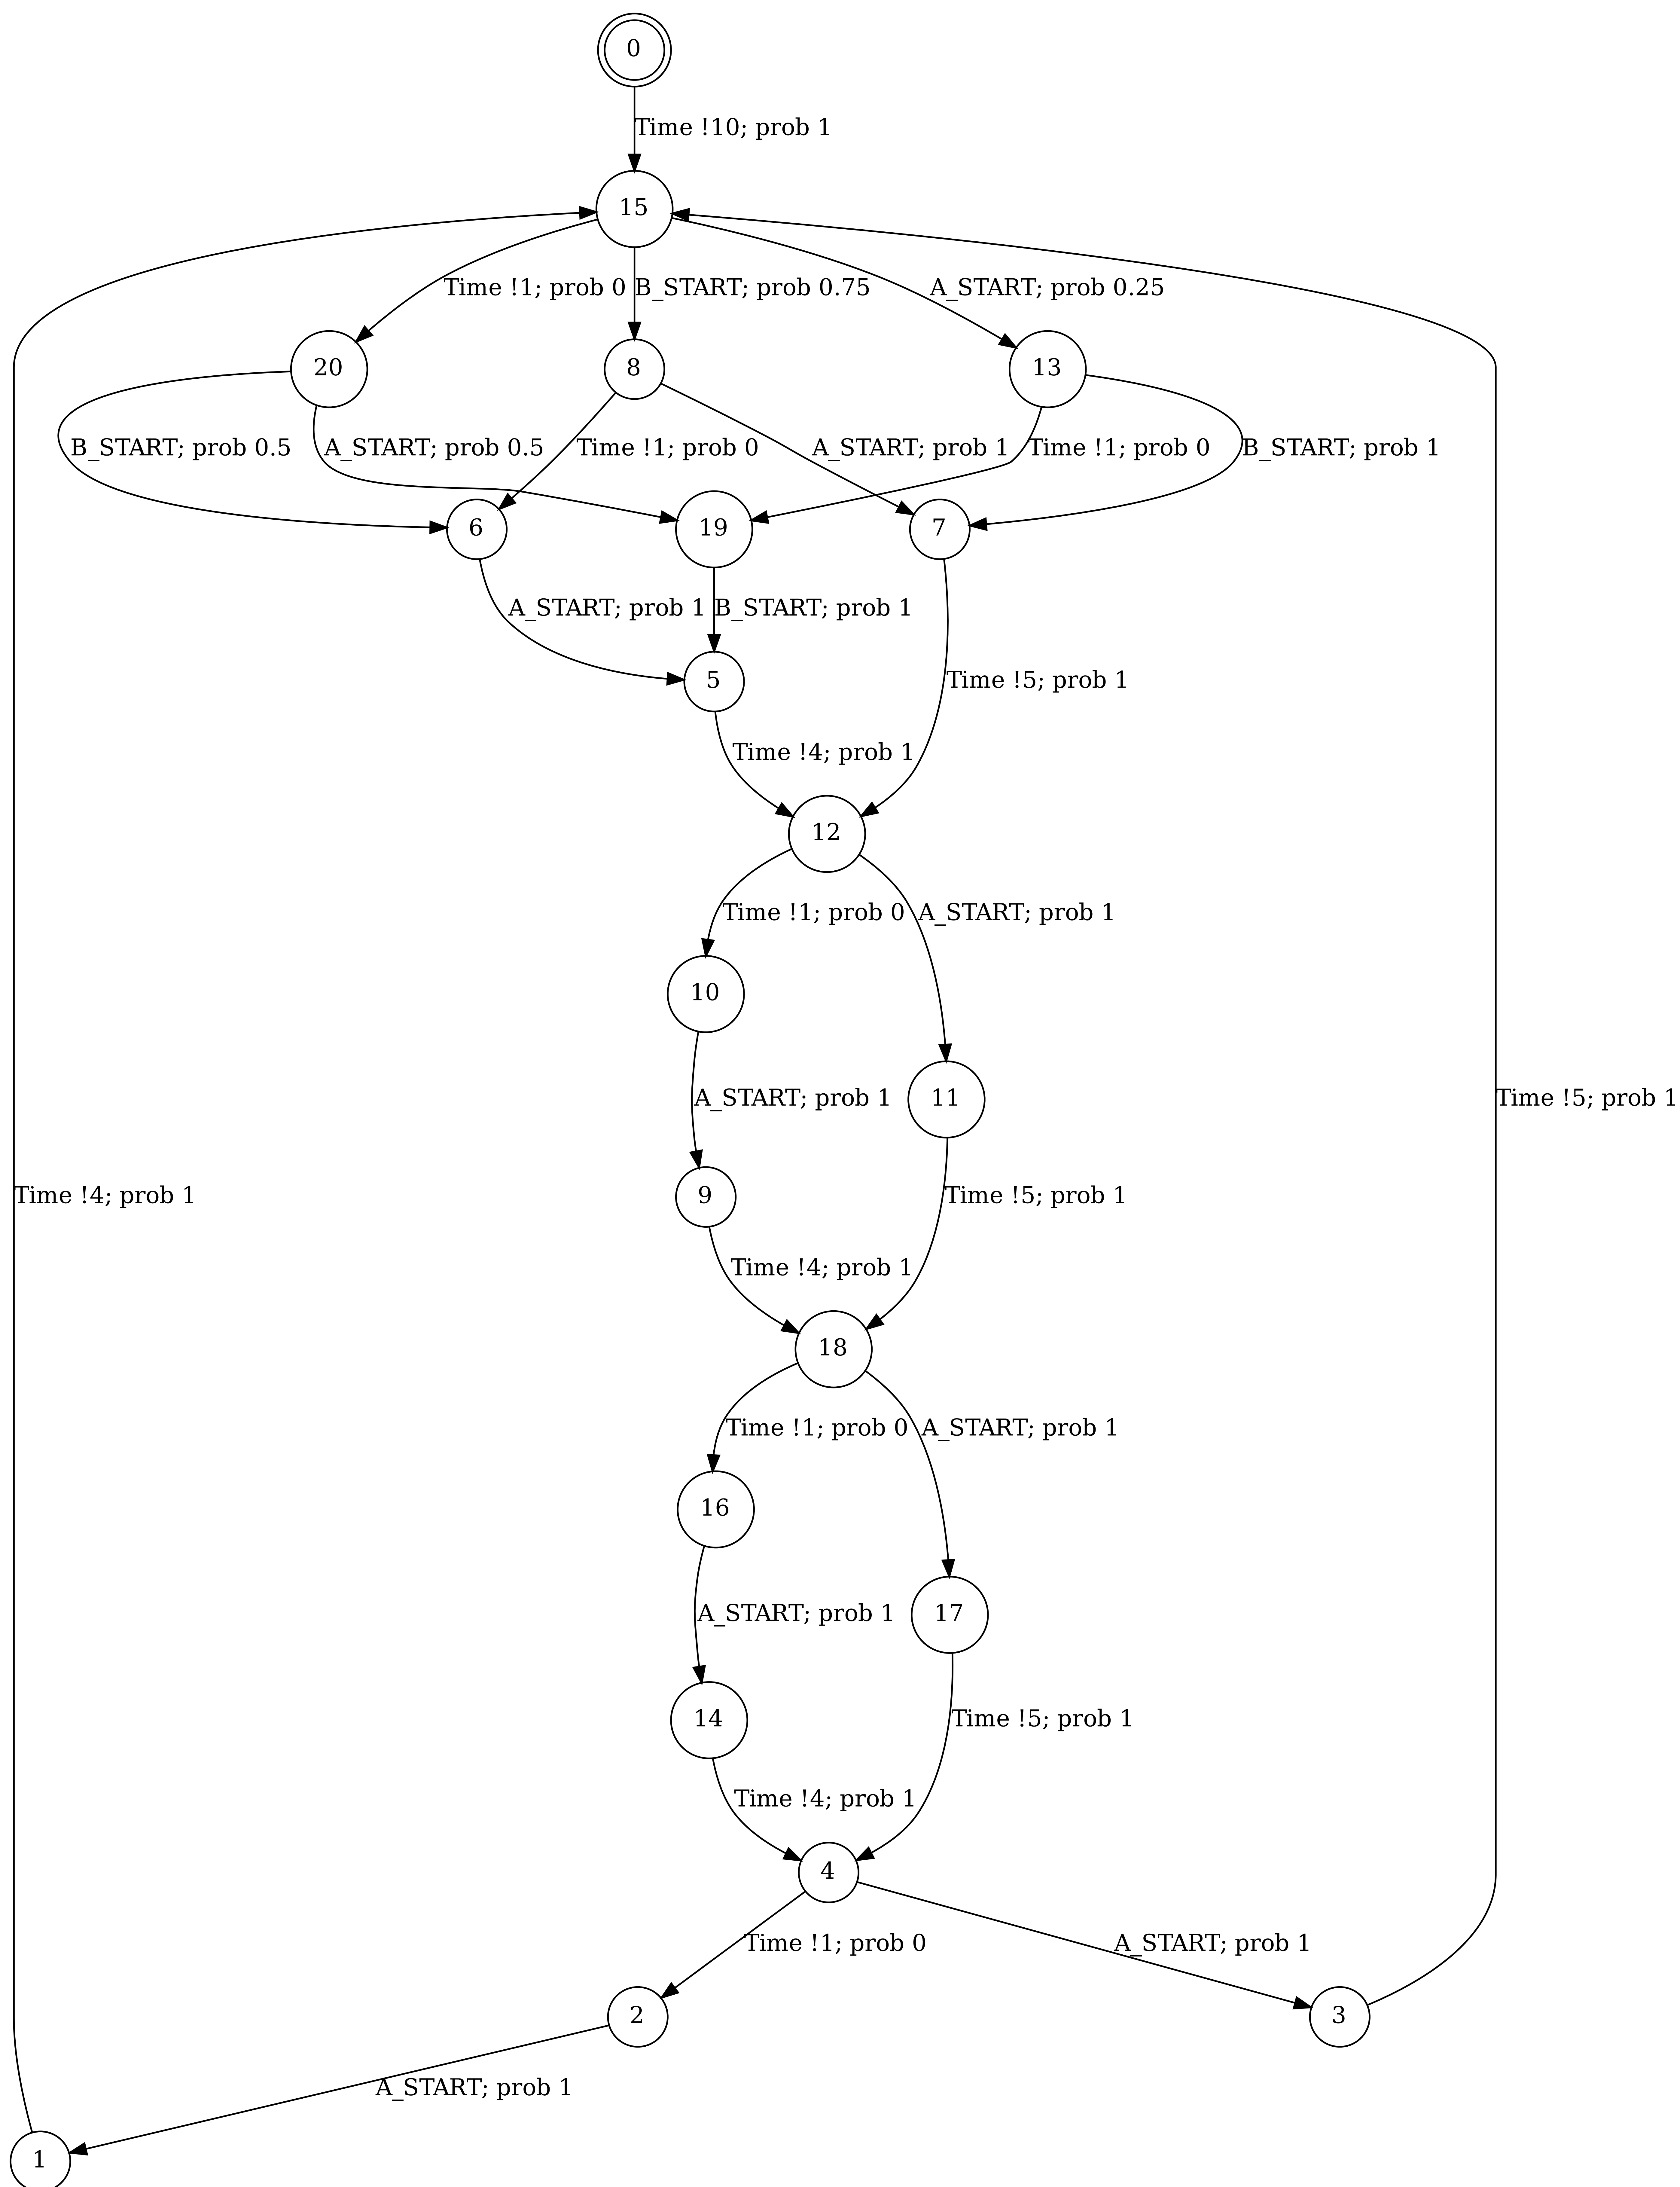 0
Time !10; prob 1
15
Time !1; prob 0
B_START; prob 0.75
A_START; prob 0.25
20
8
13
B_START; prob 0.5
A_START; prob 0.5
Time !1; prob 0
A_START; prob 1
Time !1; prob 0
B_START; prob 1
6
19
7
A_START; prob 1
B_START; prob 1
5
Time !5; prob 1
Time !4; prob 1
12
Time !1; prob 0
A_START; prob 1
10
A_START; prob 1
11
Time !5; prob 1
Time !4; prob 1
9
Time !5; prob 1
Time !4; prob 1
18
Time !1; prob 0
A_START; prob 1
16
A_START; prob 1
17
14
Time !5; prob 1
Time !4; prob 1
4
Time !1; prob 0
A_START; prob 1
2
3
A_START; prob 1
1